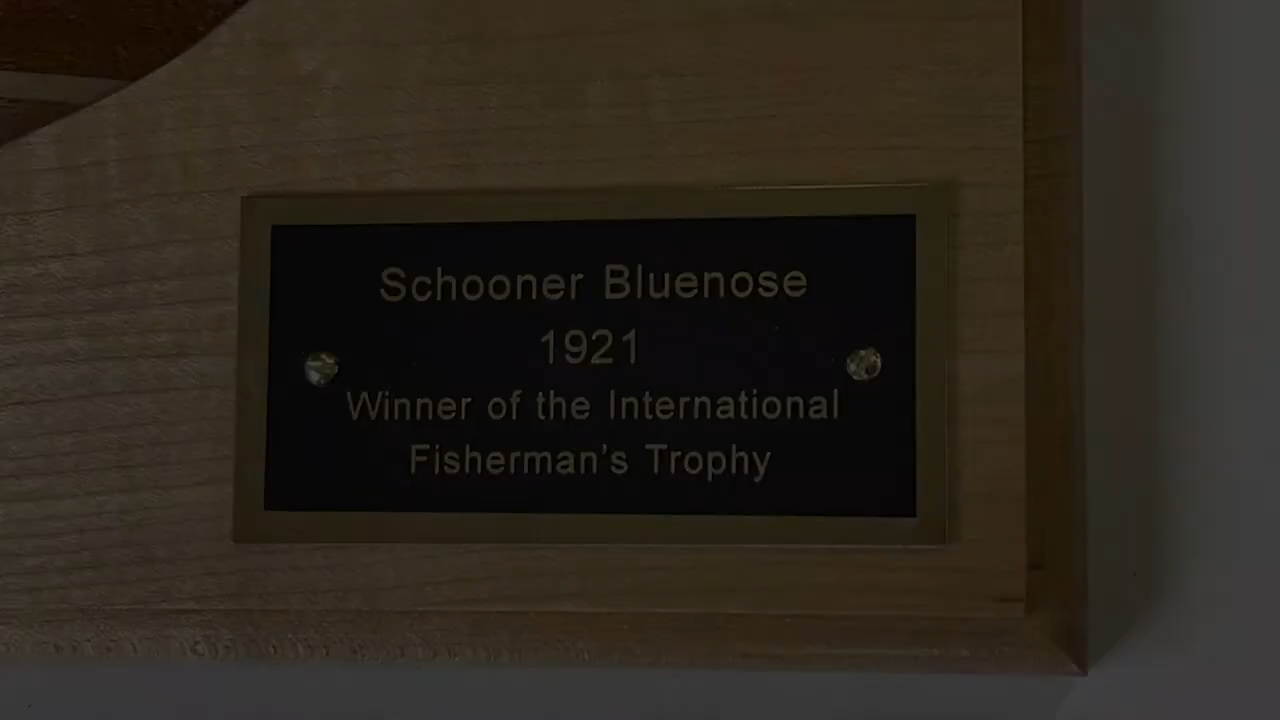 Schooner Bluenose
1921
Winner of the International
Fisherman's Trophy